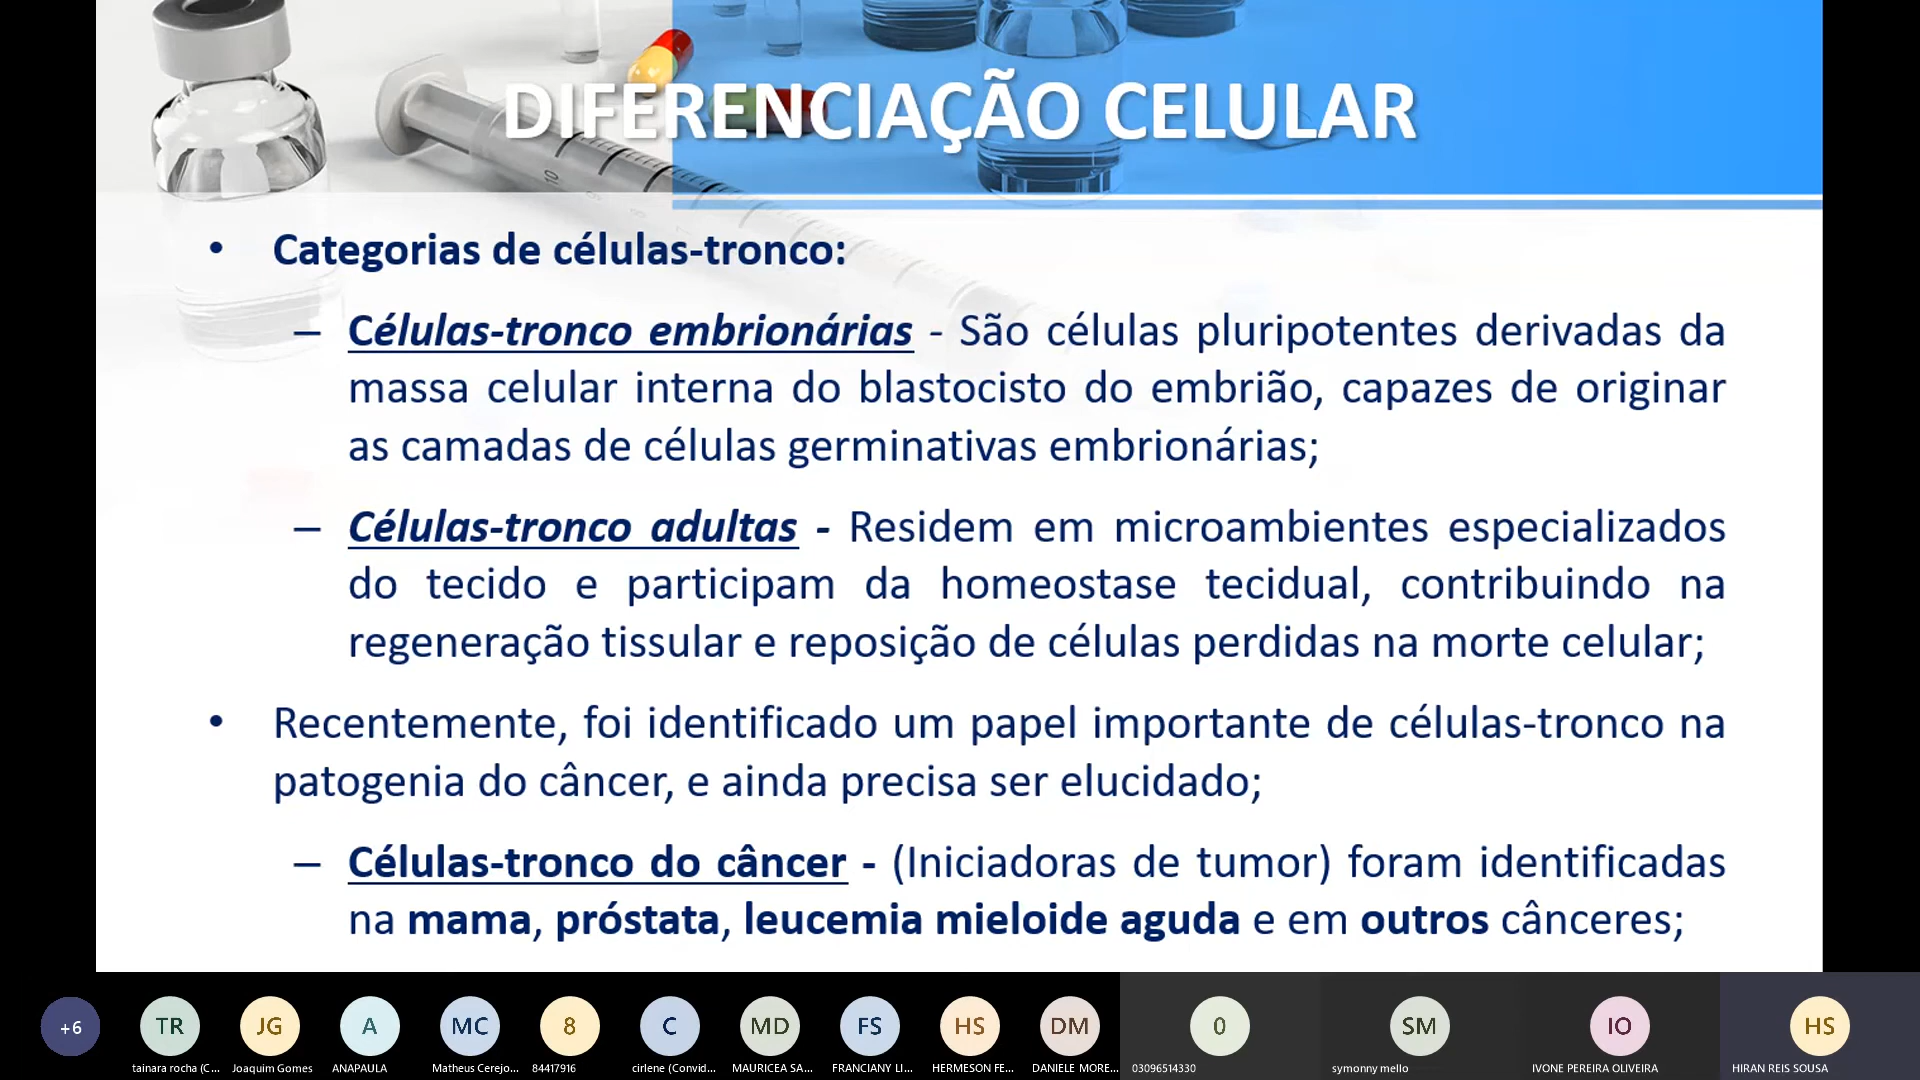 DIFERENCIAÇÃO CELULAR
• Categorias de células-tronco:
– Células-tronco embrionárias - São células pluripotentes derivadas da
massa celular interna do blastocisto do embrião, capazes de originar
as camadas de células germinativas embrionárias;
– Células-tronco adultas - Residem em microambientes especializados
do tecido e participam da homeostase tecidual, contribuindo na
regeneração tissular e reposição de células perdidas na morte celular;
• Recentemente, foi identificado um papel importante de células-tronco na
patogenia do câncer, e ainda precisa ser elucidado;
– Células-tronco do câncer - (Iniciadoras de tumor) foram identificadas
na mama, próstata, leucemia mieloide aguda e em outros cânceres;
+6 TR JG A MC 8 C MD FS HS DM 0 SM IO HS
tainara rocha (C... Joaquim Gomes ANAPAULA Matheus Cerejo... 84417916 cirlene (Convid... MAURICEA SA... FRANCIANY LI... HERMESON FE... DANIELE MORE... 03096514330 symonny mello IVONE PEREIRA OLIVEIRA HIRAN REIS SOUSA
10